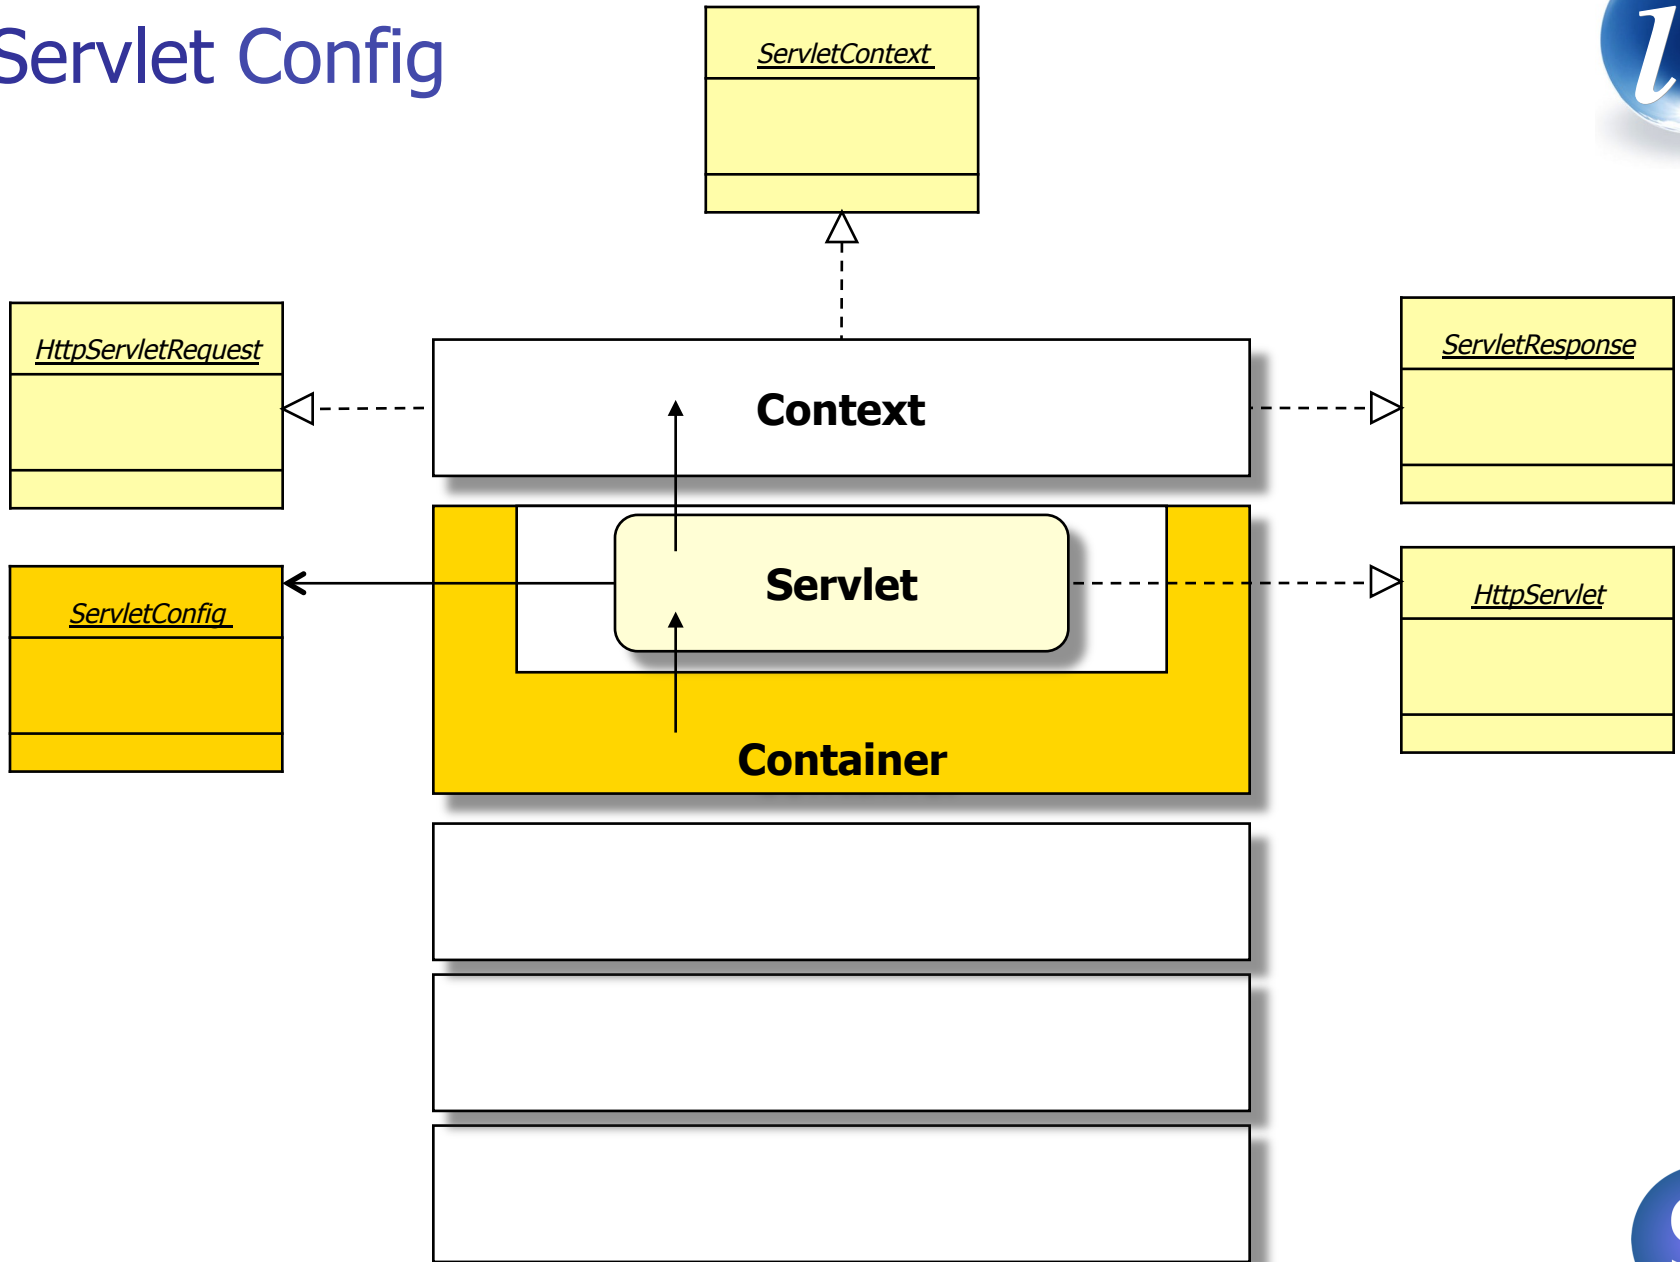 Servlet Config
ServletContext
HttpServletRequest
ServletResponse
Context
Servlet
ServletConfig
HttpServlet
Container